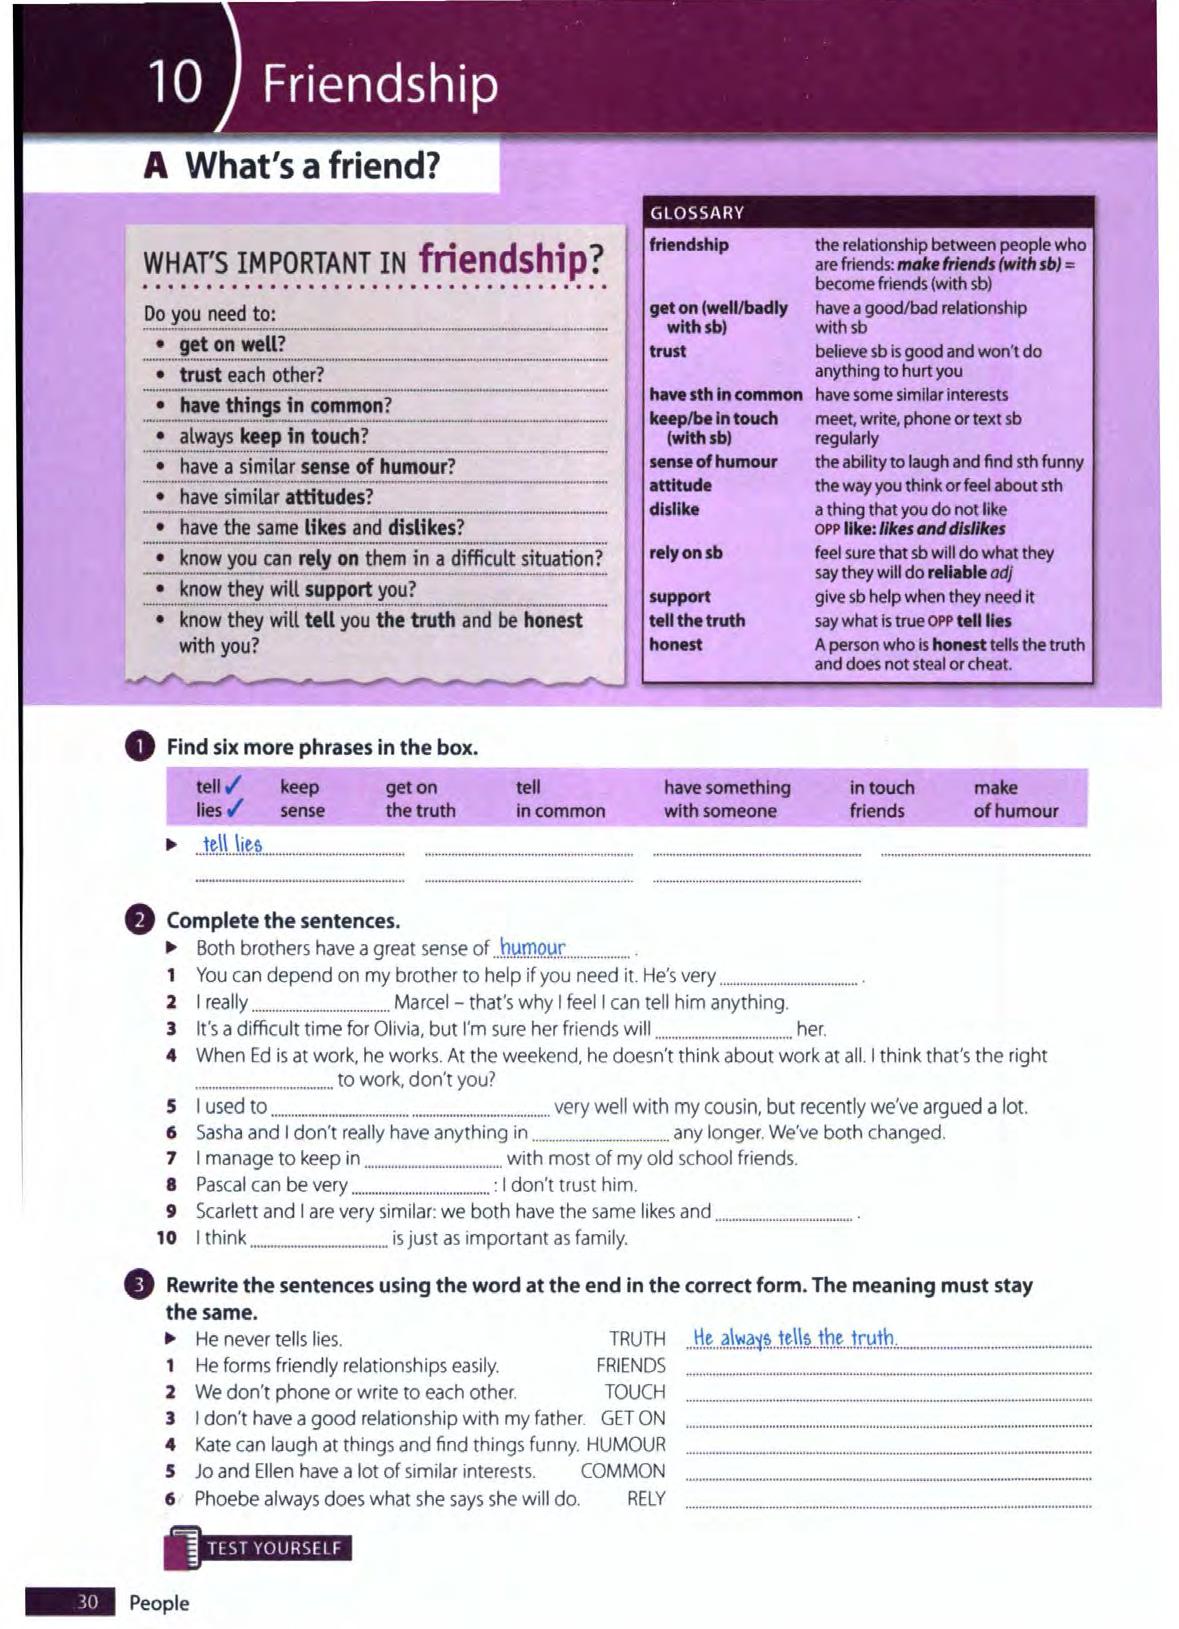 10 Friendship
A What's a friend?
WHAT'S IMPORTANT IN friendship?
Do you need to:
• get on well?
• trust each other?
• have things in common?
• always keep in touch?
• have a similar sense of humour?
• have similar attitudes?
• have the same likes and dislikes?
• know you can rely on them in a difficult situation?
• know they will support you?
• know they will tell you the truth and be honest
with you?
GLOSSARY
friendship the relationship between people who
are friends: make friends (with sb) =
become friends (with sb)
get on (well/badly have a good/bad relationship
with sb) with sb
trust believe sb is good and won't do
anything to hurt you
have sth in common have some similar interests
keep/be in touch meet, write, phone or text sb
(with sb) regularly
sense of humour the ability to laugh and find sth funny
attitude the way you think or feel about sth
dislike a thing that you do not like
OPP like: likes and dislikes
rely on sb feel sure that sb will do what they
say they will do reliable adj
support give sb help when they need it
tell the truth say what is true OPP tell lies
honest A person who is honest tells the truth
and does not steal or cheat.
1 Find six more phrases in the box.
tell ✓ keep get on tell have something in touch make
lies ✓ sense the truth in common with someone friends of humour
▶ tell lies
2 Complete the sentences.
▶ Both brothers have a great sense of humour .
1 You can depend on my brother to help if you need it. He's very .
2 I really Marcel – that's why I feel I can tell him anything.
3 It's a difficult time for Olivia, but I'm sure her friends will her.
4 When Ed is at work, he works. At the weekend, he doesn't think about work at all. I think that's the right
to work, don't you?
5 I used to very well with my cousin, but recently we've argued a lot.
6 Sasha and I don't really have anything in any longer. We've both changed.
7 I manage to keep in with most of my old school friends.
8 Pascal can be very : I don't trust him.
9 Scarlett and I are very similar: we both have the same likes and .
10 I think is just as important as family.
3 Rewrite the sentences using the word at the end in the correct form. The meaning must stay
the same.
▶ He never tells lies. TRUTH He always tells the truth.
1 He forms friendly relationships easily. FRIENDS
2 We don't phone or write to each other. TOUCH
3 I don't have a good relationship with my father. GET ON
4 Kate can laugh at things and find things funny. HUMOUR
5 Jo and Ellen have a lot of similar interests. COMMON
6 Phoebe always does what she says she will do. RELY
TEST YOURSELF
30 People